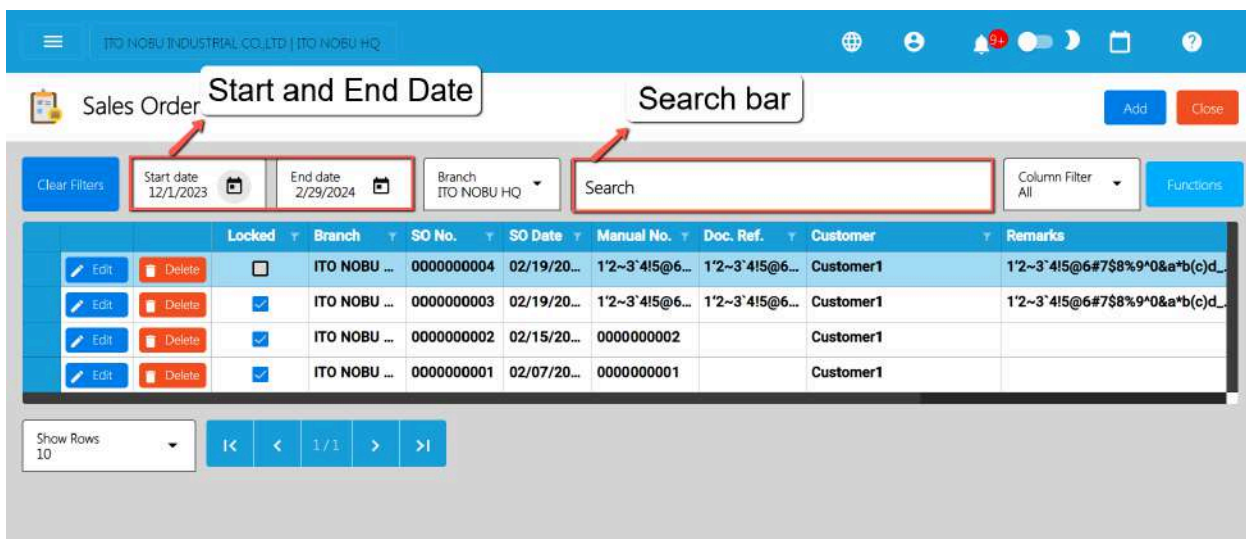 ITO NOBU INDUSTRIAL CO.,LTD | ITO NOBU HQ
9+
Start and End Date
Search bar
Sales Order
Add
Close
Clear Filters
Start date
12/1/2023
End date
2/29/2024
Branch
ITO NOBU HQ
Search
Column Filter
All
Functions
Locked Branch SO No. SO Date Manual No. Doc. Ref. Customer Remarks
Edit Delete ITO NOBU ... 0000000004 02/19/20... 1'2~3`4!5@6... 1'2~3`4!5@6... Customer1 1'2~3`4!5@6#7$8%9^0&a*b(c)d_...
Edit Delete ITO NOBU ... 0000000003 02/19/20... 1'2~3`4!5@6... 1'2~3`4!5@6... Customer1 1'2~3`4!5@6#7$8%9^0&a*b(c)d_...
Edit Delete ITO NOBU ... 0000000002 02/15/20... 0000000002 Customer1
Edit Delete ITO NOBU ... 0000000001 02/07/20... 0000000001 Customer1
Show Rows
10
1/1